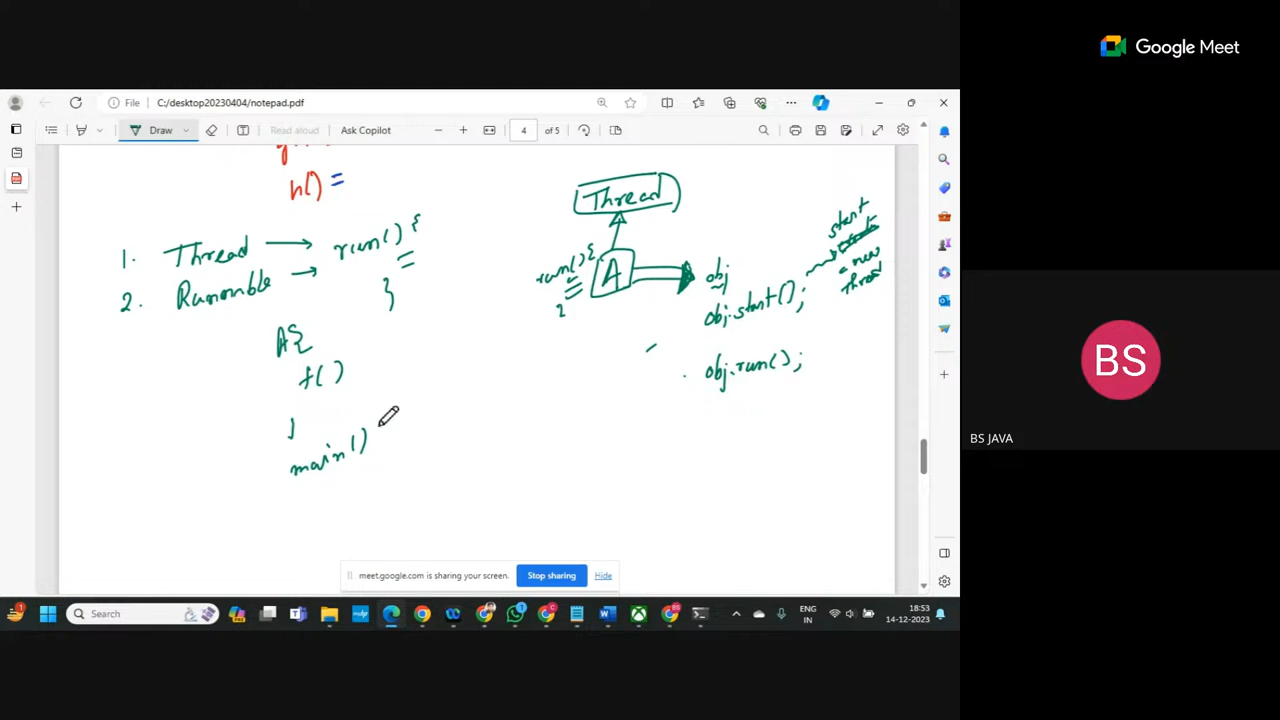 Google Meet
File C:/desktop20230404/notepad.pdf
Draw Read aloud Ask Copilot 4 of 5
h() =
1. Thread → run() {
2. Runnable →
}
A{
f()
}
main()
Thread
run() {
}
A
obj
obj.start();
start
a new
thread
obj.run();
BS
BS JAVA
meet.google.com is sharing your screen. Stop sharing Hide
Search
ENG
IN
18:53
14-12-2023